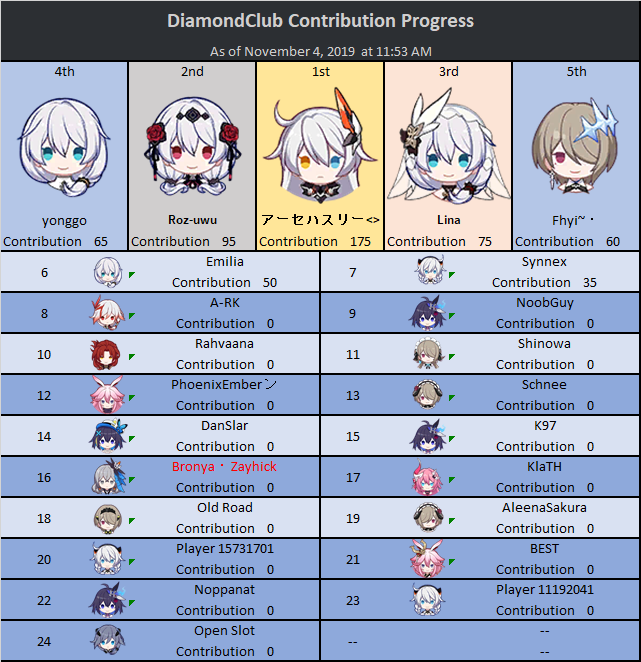 DiamondClub Contribution Progress
As of November 4, 2019 at 11:53 AM
4th 2nd 1st 3rd 5th
yonggo Roz-uwu アーセハスリー<> Lina Fhyi~・
Contribution 65 Contribution 95 Contribution 175 Contribution 75 Contribution 60
6 Emilia 7 Synnex
Contribution 50 Contribution 35
8 A-RK 9 NoobGuy
Contribution 0 Contribution 0
10 Rahvaana 11 Shinowa
Contribution 0 Contribution 0
12 PhoenixEmberン 13 Schnee
Contribution 0 Contribution 0
14 DanSlar 15 K97
Contribution 0 Contribution 0
16 Bronya・Zayhick 17 KlaTH
Contribution 0 Contribution 0
18 Old Road 19 AleenaSakura
Contribution 0 Contribution 0
20 Player 15731701 21 BEST
Contribution 0 Contribution 0
22 Noppanat 23 Player 11192041
Contribution 0 Contribution 0
24 Open Slot -- --
Contribution 0 --